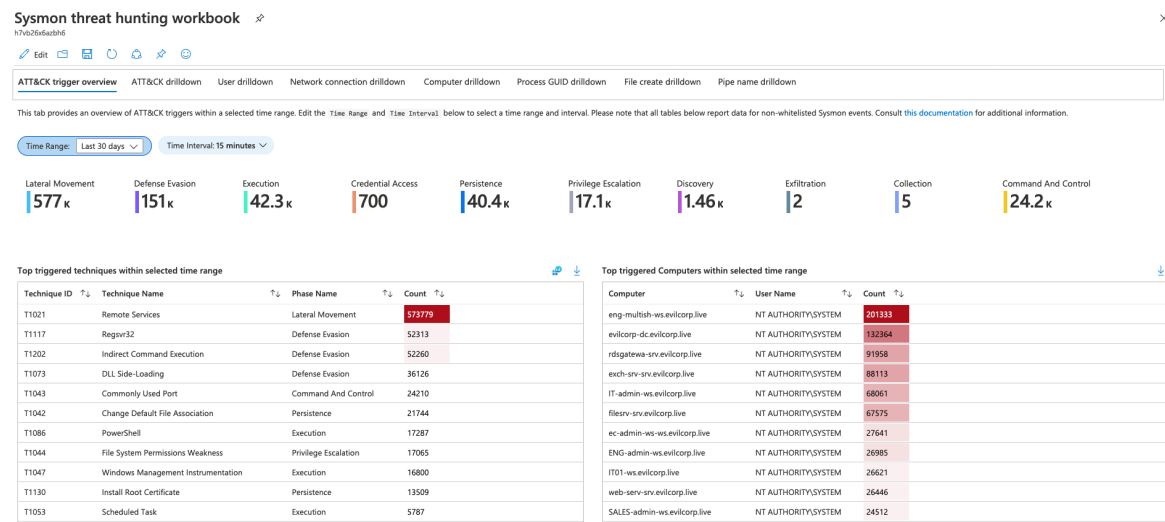 Sysmon threat hunting workbook
h7vb26x6azbh6
Edit
ATT&CK trigger overview ATT&CK drilldown User drilldown Network connection drilldown Computer drilldown Process GUID drilldown File create drilldown Pipe name drilldown
This tab provides an overview of ATT&CK triggers within a selected time range. Edit the Time Range and Time Interval below to select a time range and interval. Please note that all tables below report data for non-whitelisted Sysmon events. Consult this documentation for additional information.
Time Range: Last 30 days Time Interval: 15 minutes
Lateral Movement Defense Evasion Execution Credential Access Persistence Privilege Escalation Discovery Exfiltration Collection Command And Control
577 K 151 K 42.3 K 700 40.4 K 17.1 K 1.46 K 2 5 24.2 K
Top triggered techniques within selected time range Top triggered Computers within selected time range
Technique ID ↑↓ Technique Name ↑↓ Phase Name ↑↓ Count ↑↓ Computer ↑↓ User Name ↑↓ Count ↑↓
T1021 Remote Services Lateral Movement 573779 eng-multish-ws.evilcorp.live NT AUTHORITY\SYSTEM 201333
T1117 Regsvr32 Defense Evasion 52313 evilcorp-dc.evilcorp.live NT AUTHORITY\SYSTEM 132364
T1202 Indirect Command Execution Defense Evasion 52260 rdsgatewa-srv.evilcorp.live NT AUTHORITY\SYSTEM 91958
T1073 DLL Side-Loading Defense Evasion 36126 exch-srv-srv.evilcorp.live NT AUTHORITY\SYSTEM 88113
T1043 Commonly Used Port Command And Control 24210 IT-admin-ws.evilcorp.live NT AUTHORITY\SYSTEM 68061
T1042 Change Default File Association Persistence 21744 filesrv-srv.evilcorp.live NT AUTHORITY\SYSTEM 67575
T1086 PowerShell Execution 17287 ec-admin-ws-ws.evilcorp.live NT AUTHORITY\SYSTEM 27641
T1044 File System Permissions Weakness Privilege Escalation 17065 ENG-admin-ws.evilcorp.live NT AUTHORITY\SYSTEM 26985
T1047 Windows Management Instrumentation Execution 16800 IT01-ws.evilcorp.live NT AUTHORITY\SYSTEM 26621
T1130 Install Root Certificate Persistence 13509 web-serv-srv.evilcorp.live NT AUTHORITY\SYSTEM 26446
T1053 Scheduled Task Execution 5787 SALES-admin-ws.evilcorp.live NT AUTHORITY\SYSTEM 24512